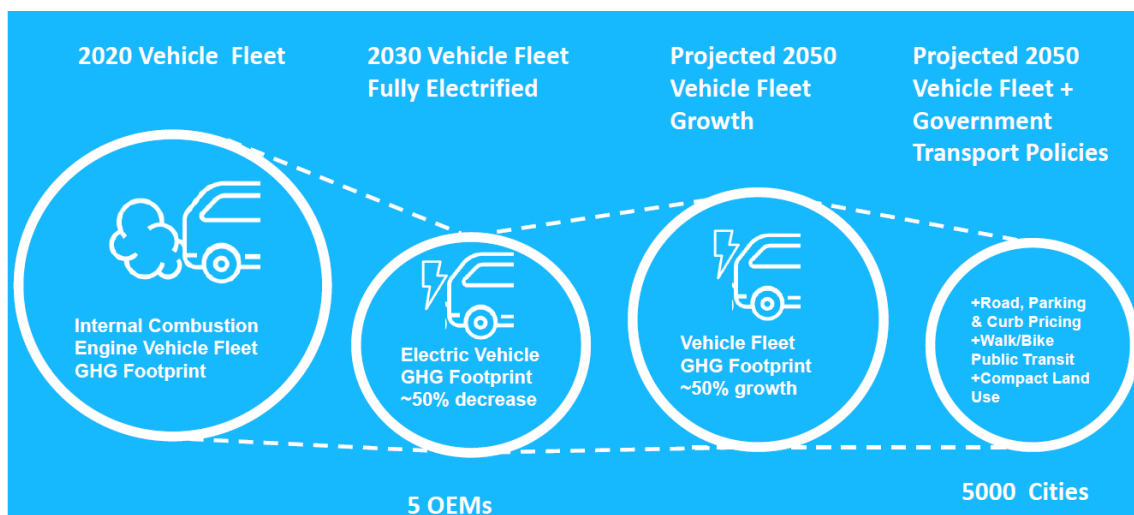 2020 Vehicle Fleet
2030 Vehicle Fleet
Fully Electrified
Projected 2050
Vehicle Fleet
Growth
Projected 2050
Vehicle Fleet +
Government
Transport Policies
Internal Combustion
Engine Vehicle Fleet
GHG Footprint
Electric Vehicle
GHG Footprint
~50% decrease
Vehicle Fleet
GHG Footprint
~50% growth
+Road, Parking
& Curb Pricing
+Walk/Bike
Public Transit
+Compact Land
Use
5 OEMs
5000 Cities